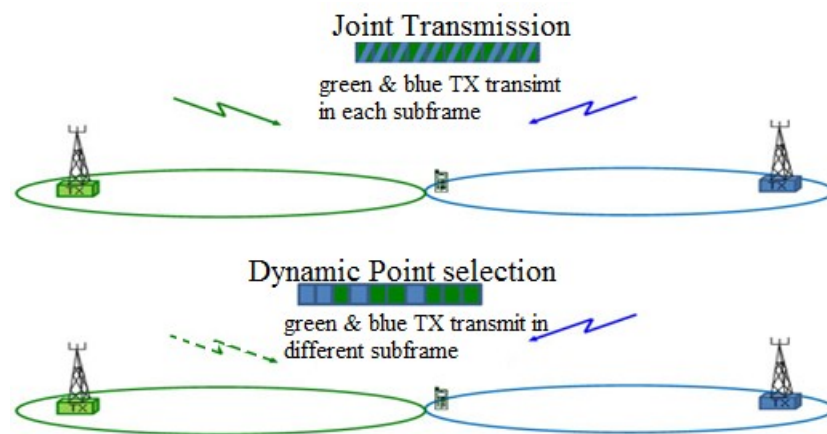 Joint Transmission
green & blue TX transimt
in each subframe
TX
TX
Dynamic Point selection
green & blue TX transmit in
different subframe
TX
TX